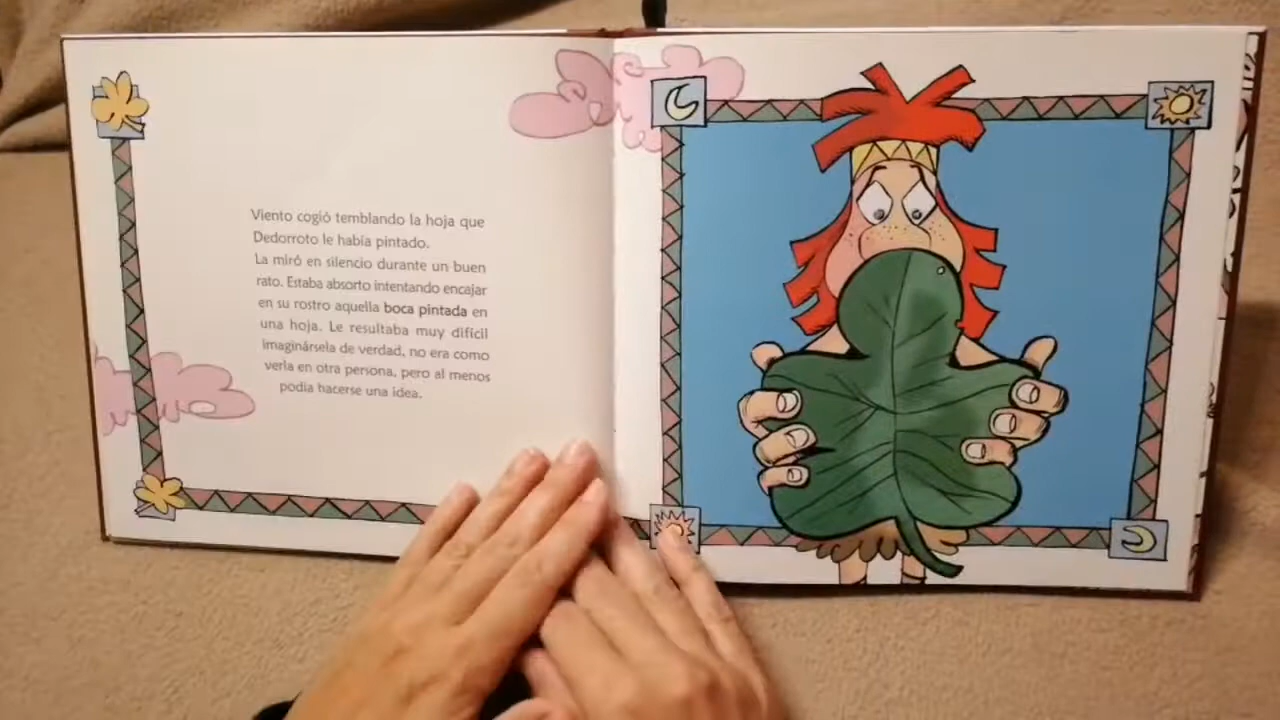 Viento cogió temblando la hoja que
Dedorroto le había pintado.
La miró en silencio durante un buen
rato. Estaba absorto intentando encajar
en su rostro aquella boca pintada en
una hoja. Le resultaba muy difícil
imaginársela de verdad, no era como
verla en otra persona, pero al menos
podía hacerse una idea.